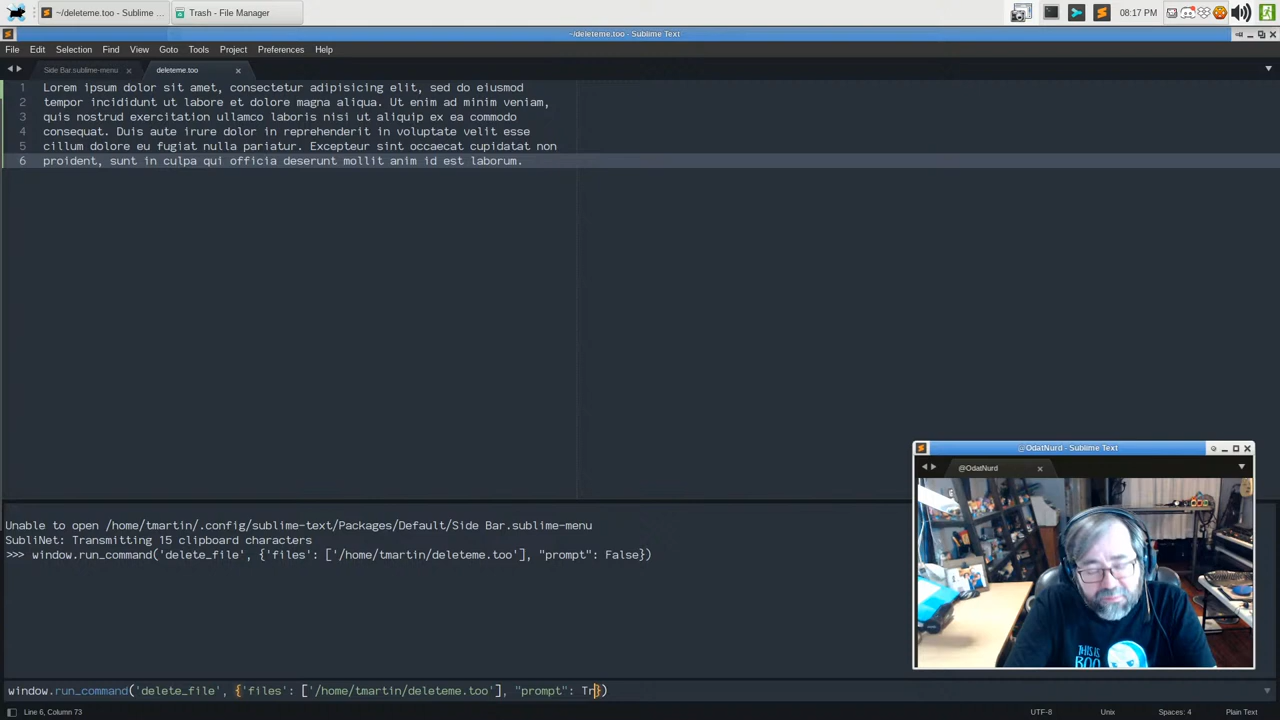 ~/deleteme.too - Sublime ...
Trash - File Manager
08:17 PM
~/deleteme.too - Sublime Text
File Edit Selection Find View Goto Tools Project Preferences Help
Side Bar.sublime-menu
deleteme.too
1 Lorem ipsum dolor sit amet, consectetur adipisicing elit, sed do eiusmod
2 tempor incididunt ut labore et dolore magna aliqua. Ut enim ad minim veniam,
3 quis nostrud exercitation ullamco laboris nisi ut aliquip ex ea commodo
4 consequat. Duis aute irure dolor in reprehenderit in voluptate velit esse
5 cillum dolore eu fugiat nulla pariatur. Excepteur sint occaecat cupidatat non
6 proident, sunt in culpa qui officia deserunt mollit anim id est laborum.
@OdatNurd - Sublime Text
@OdatNurd
THIS IS
BOO
Unable to open /home/tmartin/.config/sublime-text/Packages/Default/Side Bar.sublime-menu
SubliNet: Transmitting 15 clipboard characters
>>> window.run_command('delete_file', {'files': ['/home/tmartin/deleteme.too'], "prompt": False})
window.run_command('delete_file', {'files': ['/home/tmartin/deleteme.too'], "prompt": Tr})
Line 6, Column 73
UTF-8
Unix
Spaces: 4
Plain Text